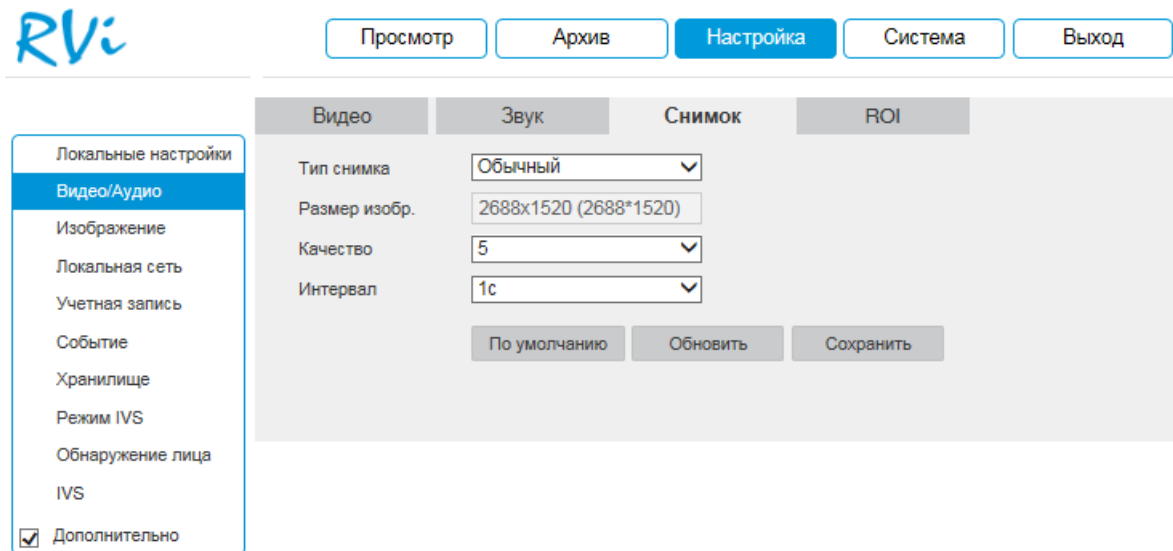 RVi
Просмотр
Архив
Настройка
Система
Выход
Видео
Звук
Снимок
ROI
Локальные настройки
Видео/Аудио
Изображение
Локальная сеть
Учетная запись
Событие
Хранилище
Режим IVS
Обнаружение лица
IVS
Дополнительно
Тип снимка
Обычный
Размер изобр.
2688x1520 (2688*1520)
Качество
5
Интервал
1с
По умолчанию
Обновить
Сохранить